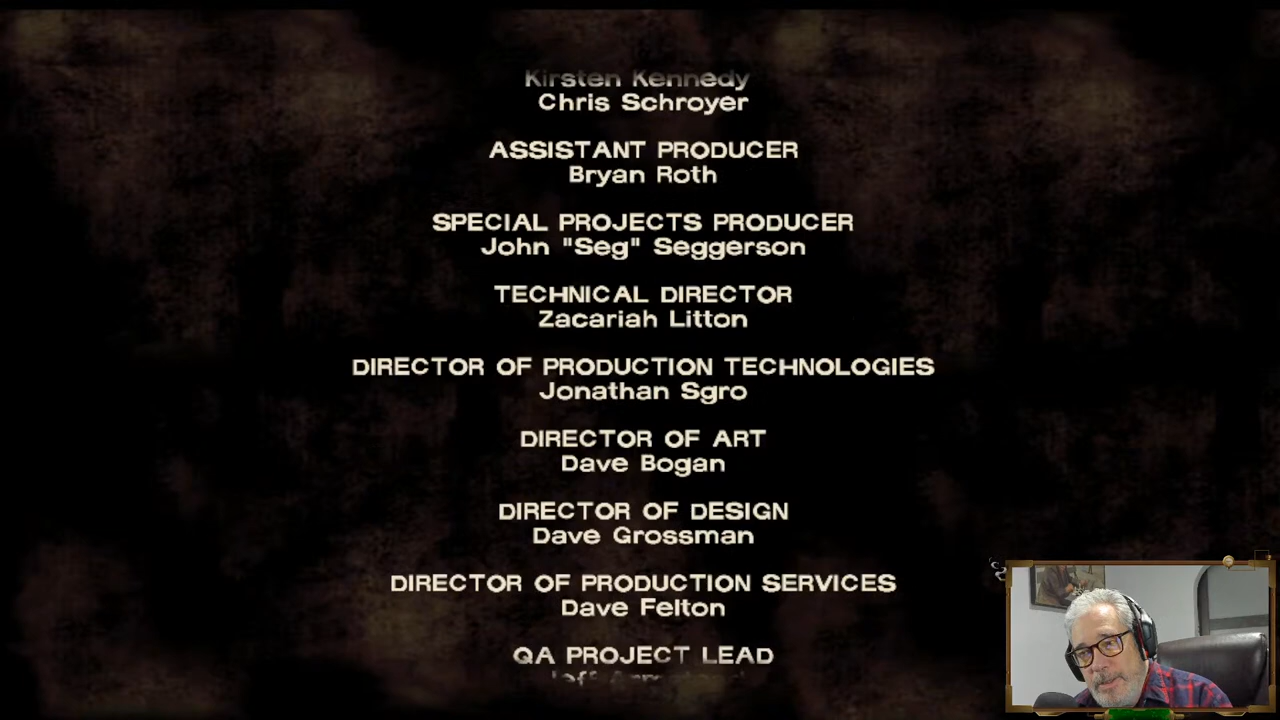 Kirsten Kennedy
Chris Schroyer
ASSISTANT PRODUCER
Bryan Roth
SPECIAL PROJECTS PRODUCER
John "Seg" Seggerson
TECHNICAL DIRECTOR
Zacariah Litton
DIRECTOR OF PRODUCTION TECHNOLOGIES
Jonathan Sgro
DIRECTOR OF ART
Dave Bogan
DIRECTOR OF DESIGN
Dave Grossman
DIRECTOR OF PRODUCTION SERVICES
Dave Felton
QA PROJECT LEAD
Jeff